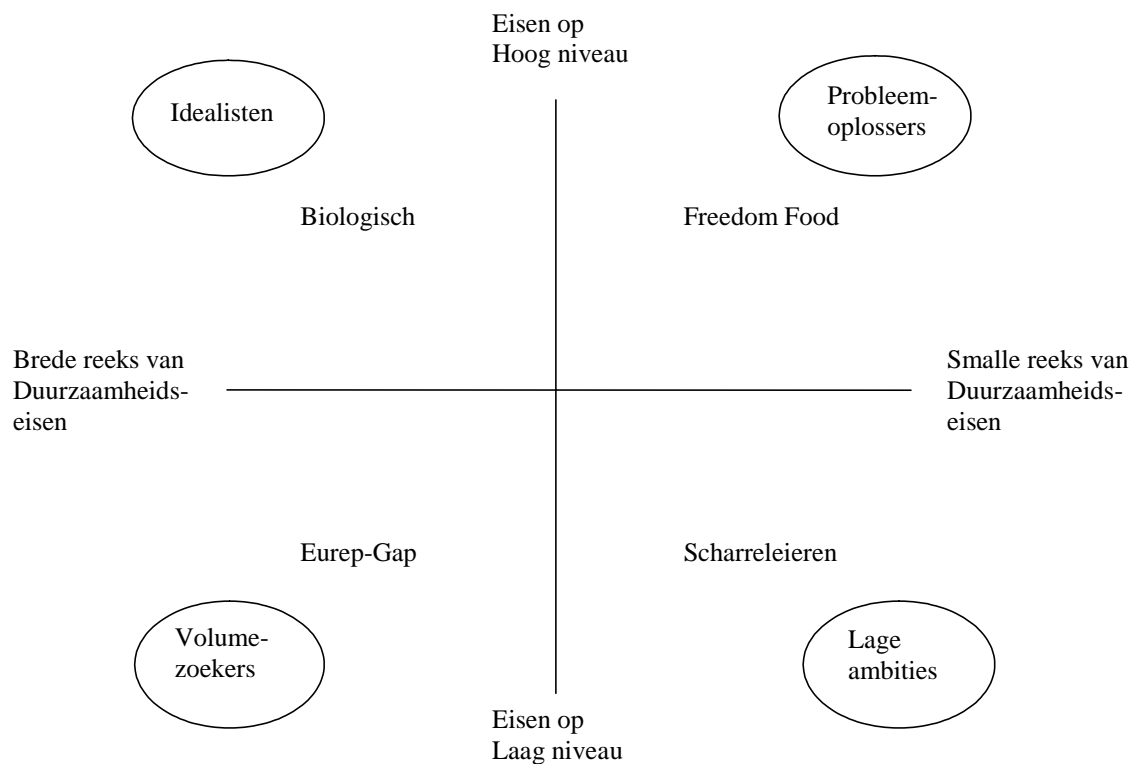 Eisen op
Hoog niveau
Idealisten
Probleem-
oplossers
Biologisch
Freedom Food
Brede reeks van
Duurzaamheids-
eisen
Smalle reeks van
Duurzaamheids-
eisen
Eurep-Gap
Scharreleieren
Volume-
zoekers
Lage
ambities
Eisen op
Laag niveau